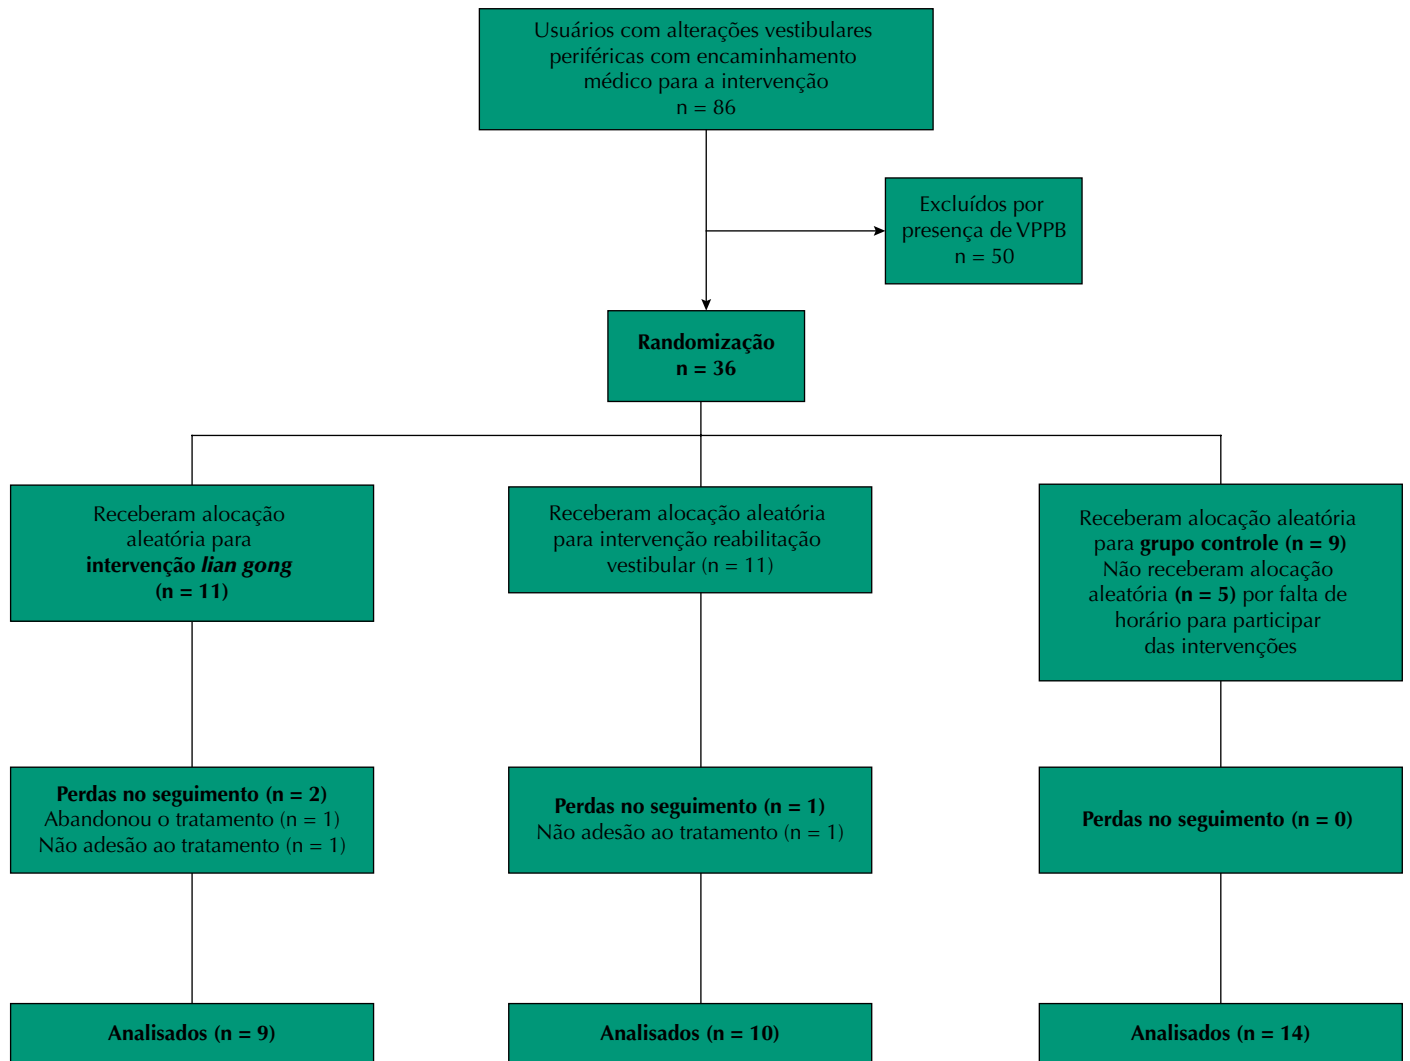 Usuários com alterações vestibulares
periféricas com encaminhamento
médico para a intervenção
n = 86
Excluídos por
presença de VPPB
n = 50
Randomização
n = 36
Receberam alocação
aleatória para
intervenção lian gong
(n = 11)
Receberam alocação aleatória
para intervenção reabilitação
vestibular (n = 11)
Receberam alocação aleatória
para grupo controle (n = 9)
Não receberam alocação
aleatória (n = 5) por falta de
horário para participar
das intervenções
Perdas no seguimento (n = 2)
Abandonou o tratamento (n = 1)
Não adesão ao tratamento (n = 1)
Perdas no seguimento (n = 1)
Não adesão ao tratamento (n = 1)
Perdas no seguimento (n = 0)
Analisados (n = 9)
Analisados (n = 10)
Analisados (n = 14)